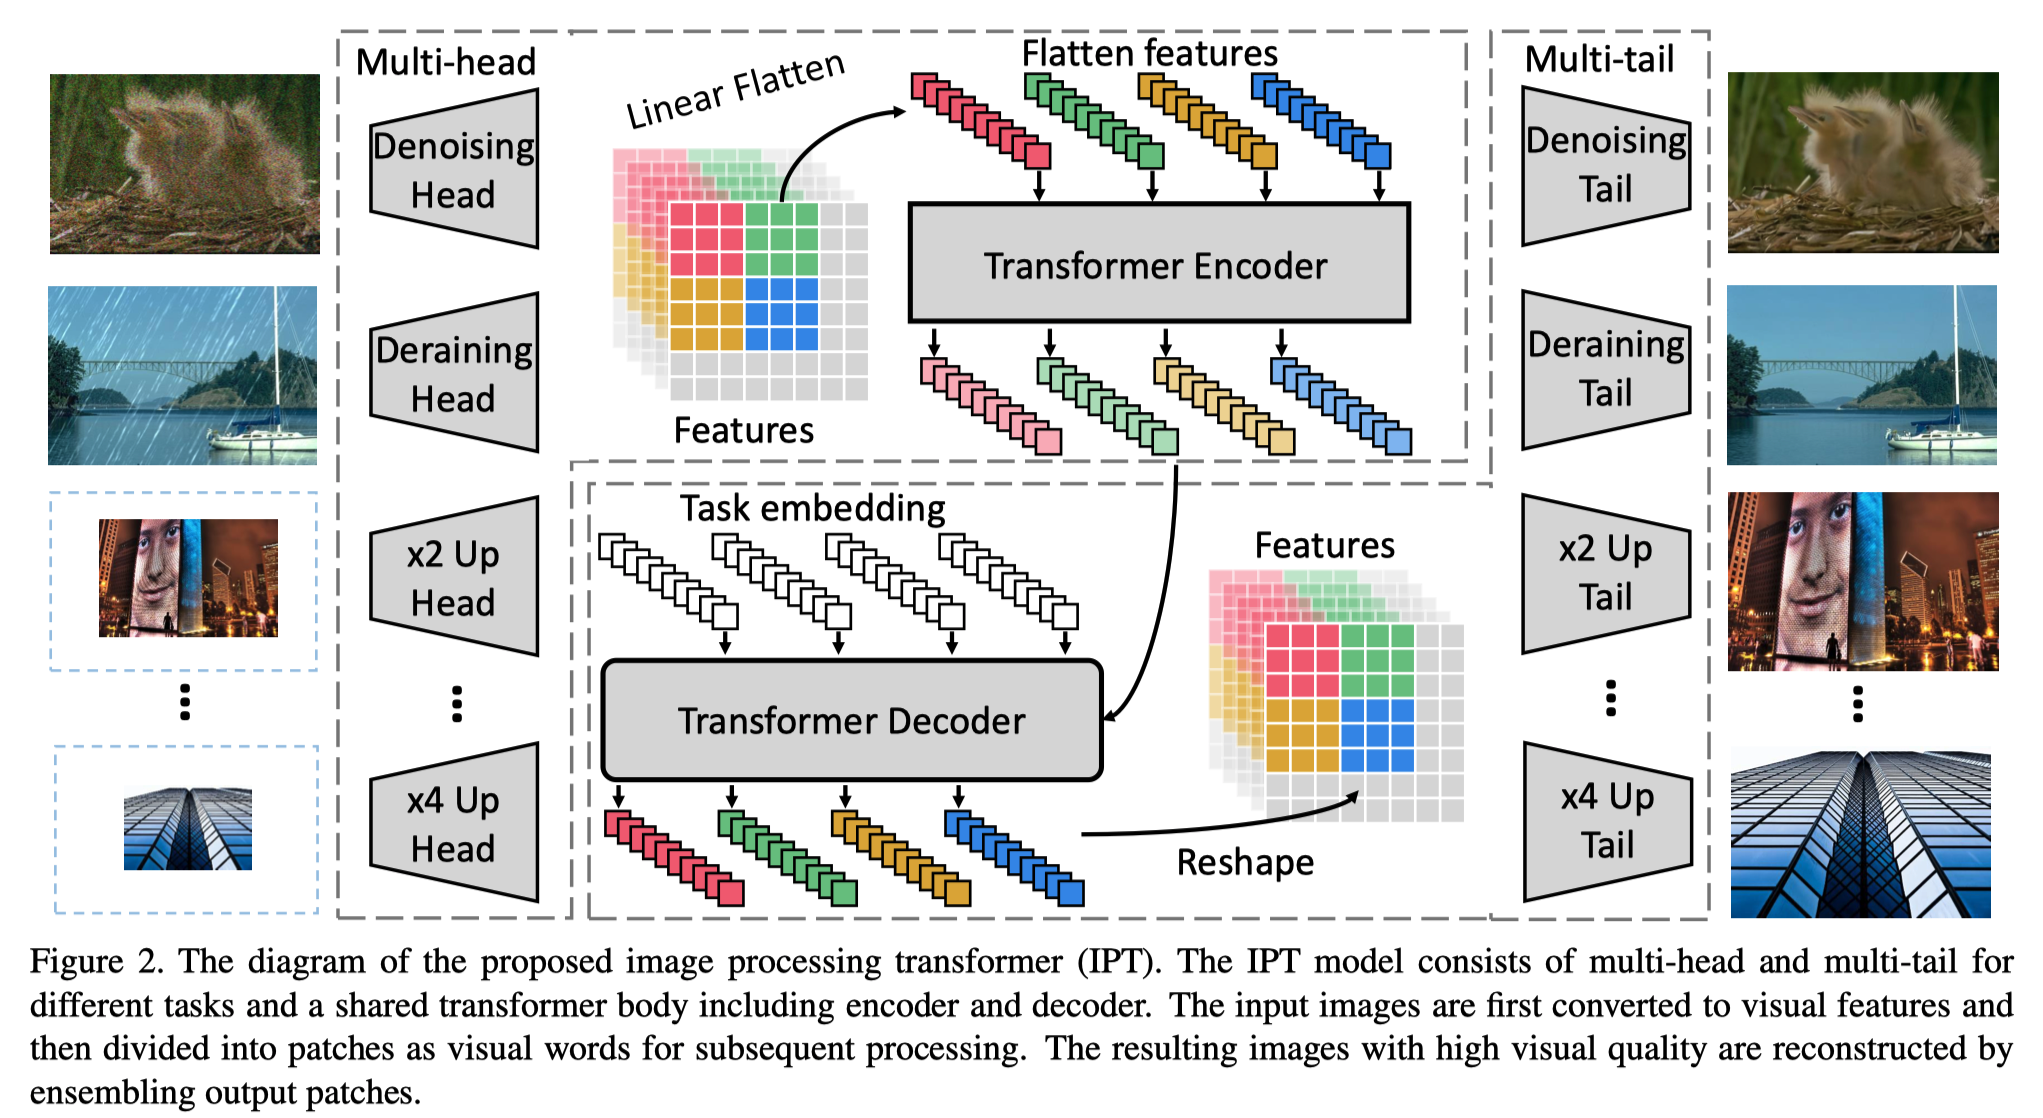 Multi-head
Denoising
Head
Deraining
Head
x2 Up
Head
x4 Up
Head
Linear Flatten
Flatten features
Features
Transformer Encoder
Task embedding
Transformer Decoder
Features
Reshape
Multi-tail
Denoising
Tail
Deraining
Tail
x2 Up
Tail
x4 Up
Tail
Figure 2. The diagram of the proposed image processing transformer (IPT). The IPT model consists of multi-head and multi-tail for
different tasks and a shared transformer body including encoder and decoder. The input images are first converted to visual features and
then divided into patches as visual words for subsequent processing. The resulting images with high visual quality are reconstructed by
ensembling output patches.